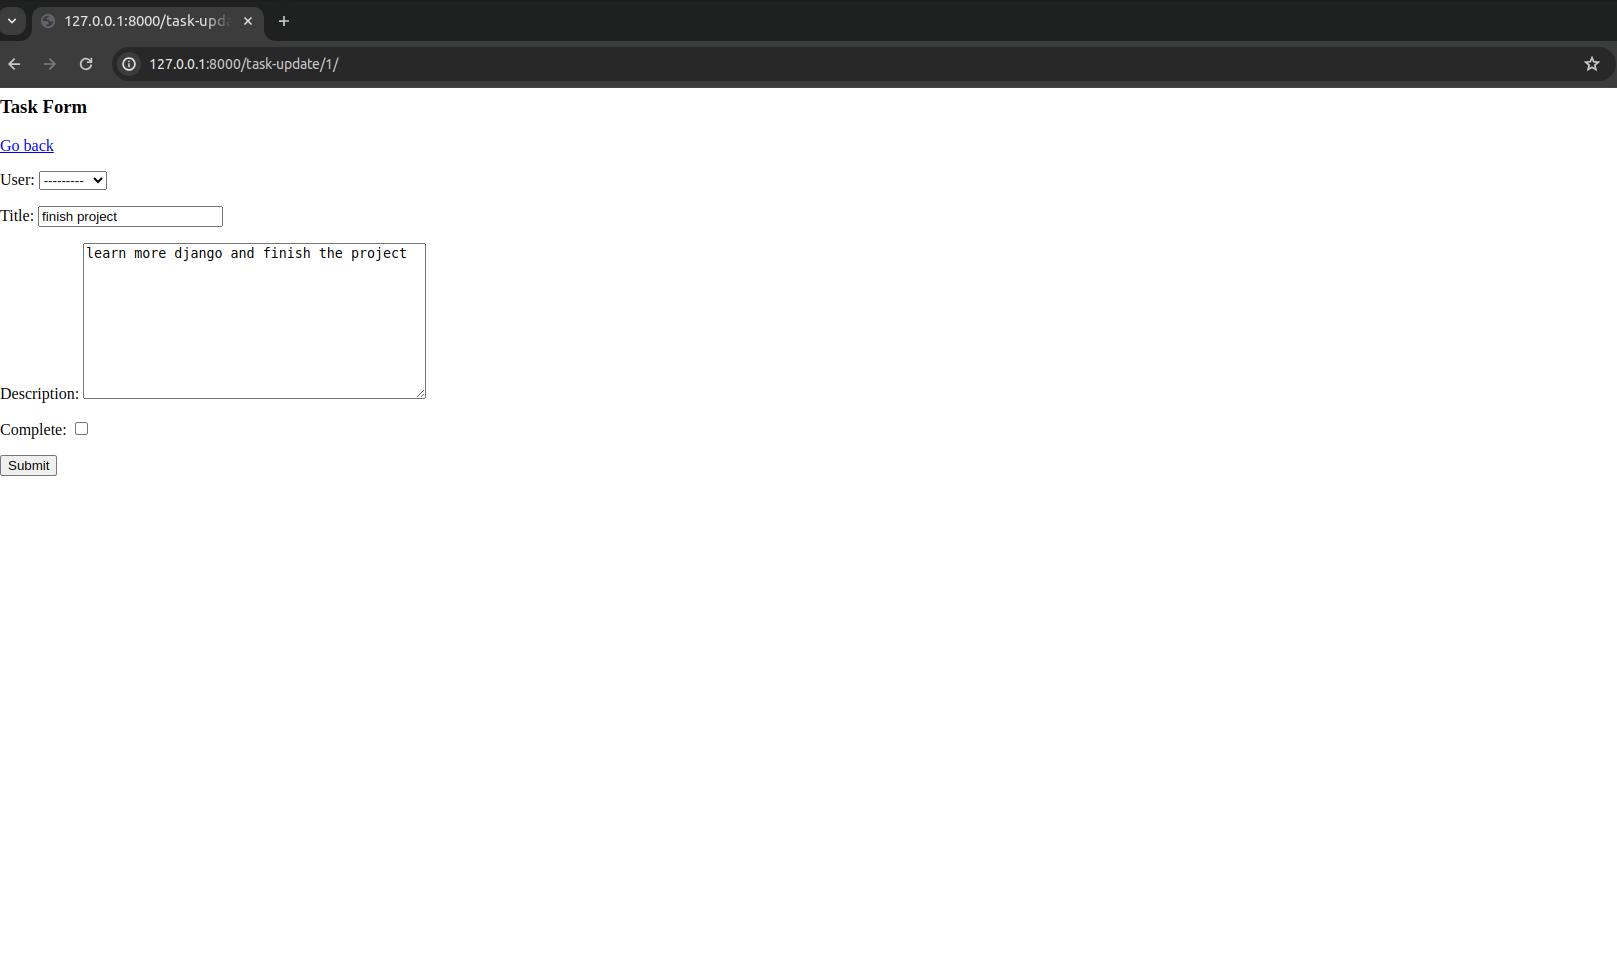 127.0.0.1:8000/task-upda
127.0.0.1:8000/task-update/1/
Task Form
Go back
User: ---------
Title: finish project
learn more django and finish the project
Description:
Complete:
Submit